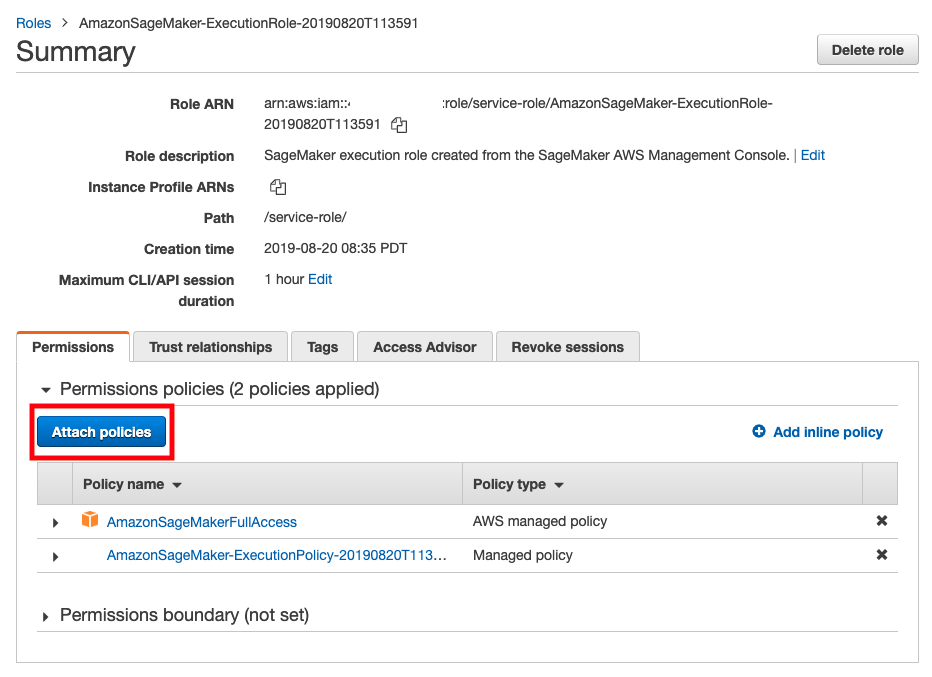 Roles > AmazonSageMaker-ExecutionRole-20190820T113591
Summary
Delete role
Role ARN arn:aws:iam:: :role/service-role/AmazonSageMaker-ExecutionRole-
20190820T113591
Role description SageMaker execution role created from the SageMaker AWS Management Console. | Edit
Instance Profile ARNs
Path /service-role/
Creation time 2019-08-20 08:35 PDT
Maximum CLI/API session 1 hour Edit
duration
Permissions Trust relationships Tags Access Advisor Revoke sessions
Permissions policies (2 policies applied)
Attach policies Add inline policy
Policy name Policy type
AmazonSageMakerFullAccess AWS managed policy
AmazonSageMaker-ExecutionPolicy-20190820T113... Managed policy
Permissions boundary (not set)